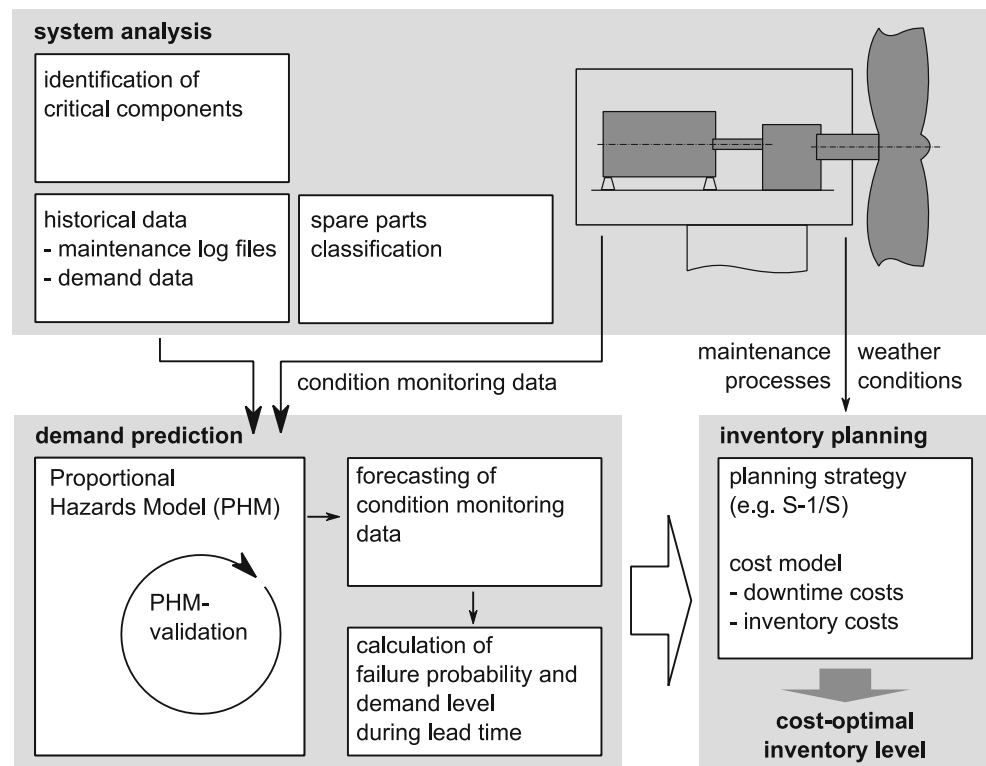 system analysis
identification of
critical components
historical data
- maintenance log files
- demand data
spare parts
classification
condition monitoring data
maintenance
processes
weather
conditions
demand prediction
Proportional
Hazards Model (PHM)
PHM-
validation
forecasting of
condition monitoring
data
calculation of
failure probability and
demand level
during lead time
inventory planning
planning strategy
(e.g. S-1/S)
cost model
- downtime costs
- inventory costs
cost-optimal
inventory level